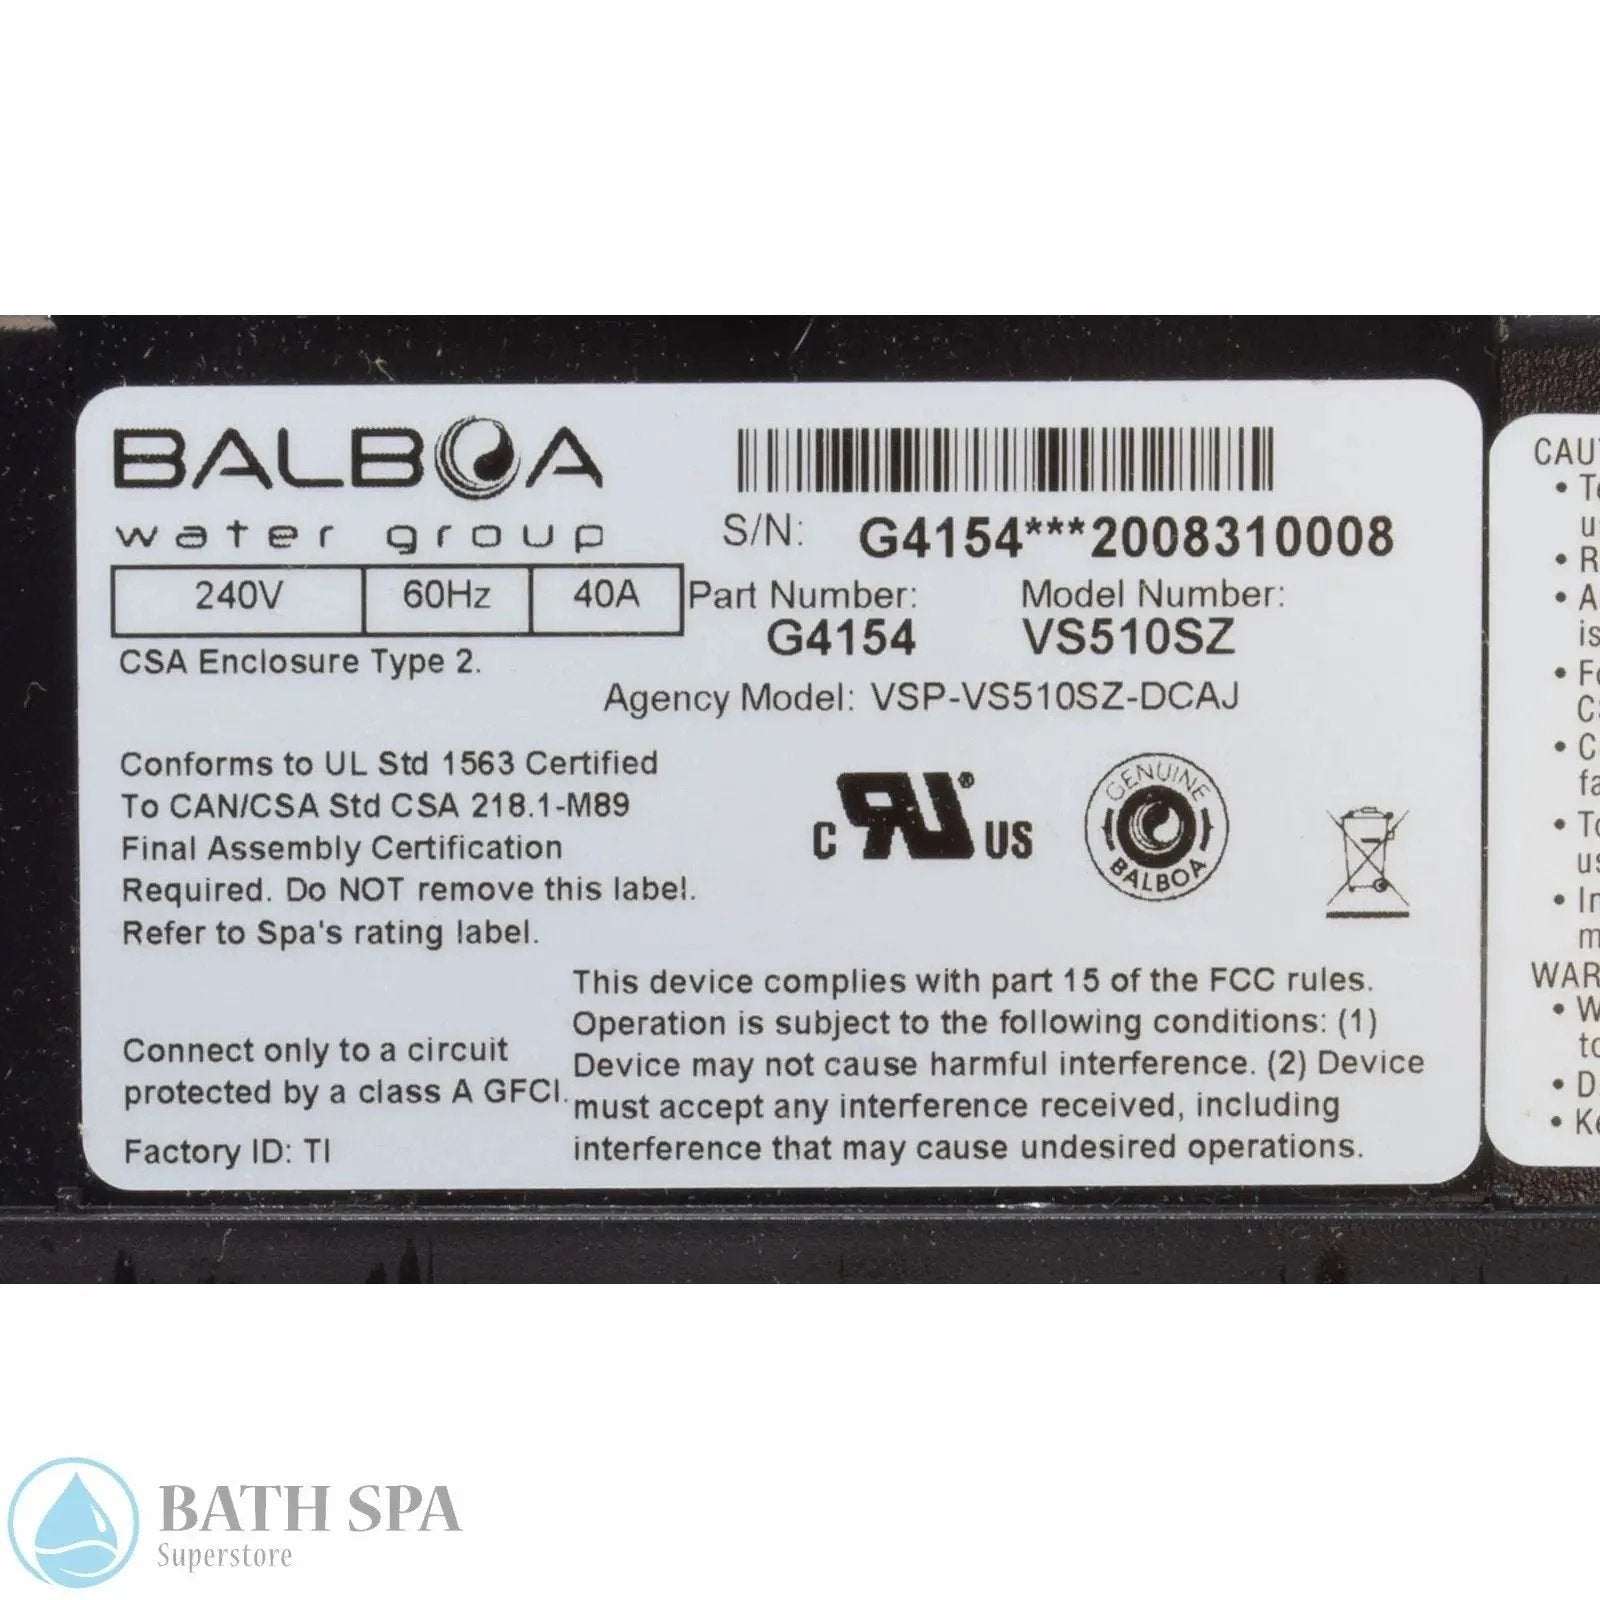 BALBOA
water group
S/N: G4154***2008310008
240V 60Hz 40A
Part Number: Model Number:
G4154 VS510SZ
CSA Enclosure Type 2.
Agency Model: VSP-VS510SZ-DCAJ
Conforms to UL Std 1563 Certified
To CAN/CSA Std CSA 218.1-M89
Final Assembly Certification
Required. Do NOT remove this label.
Refer to Spa's rating label.
C RU® US
GENUINE
BALBOA
Connect only to a circuit
protected by a class A GFCI.
Factory ID: TI
This device complies with part 15 of the FCC rules.
Operation is subject to the following conditions: (1)
Device may not cause harmful interference. (2) Device
must accept any interference received, including
interference that may cause undesired operations.
BATH SPA
Superstore